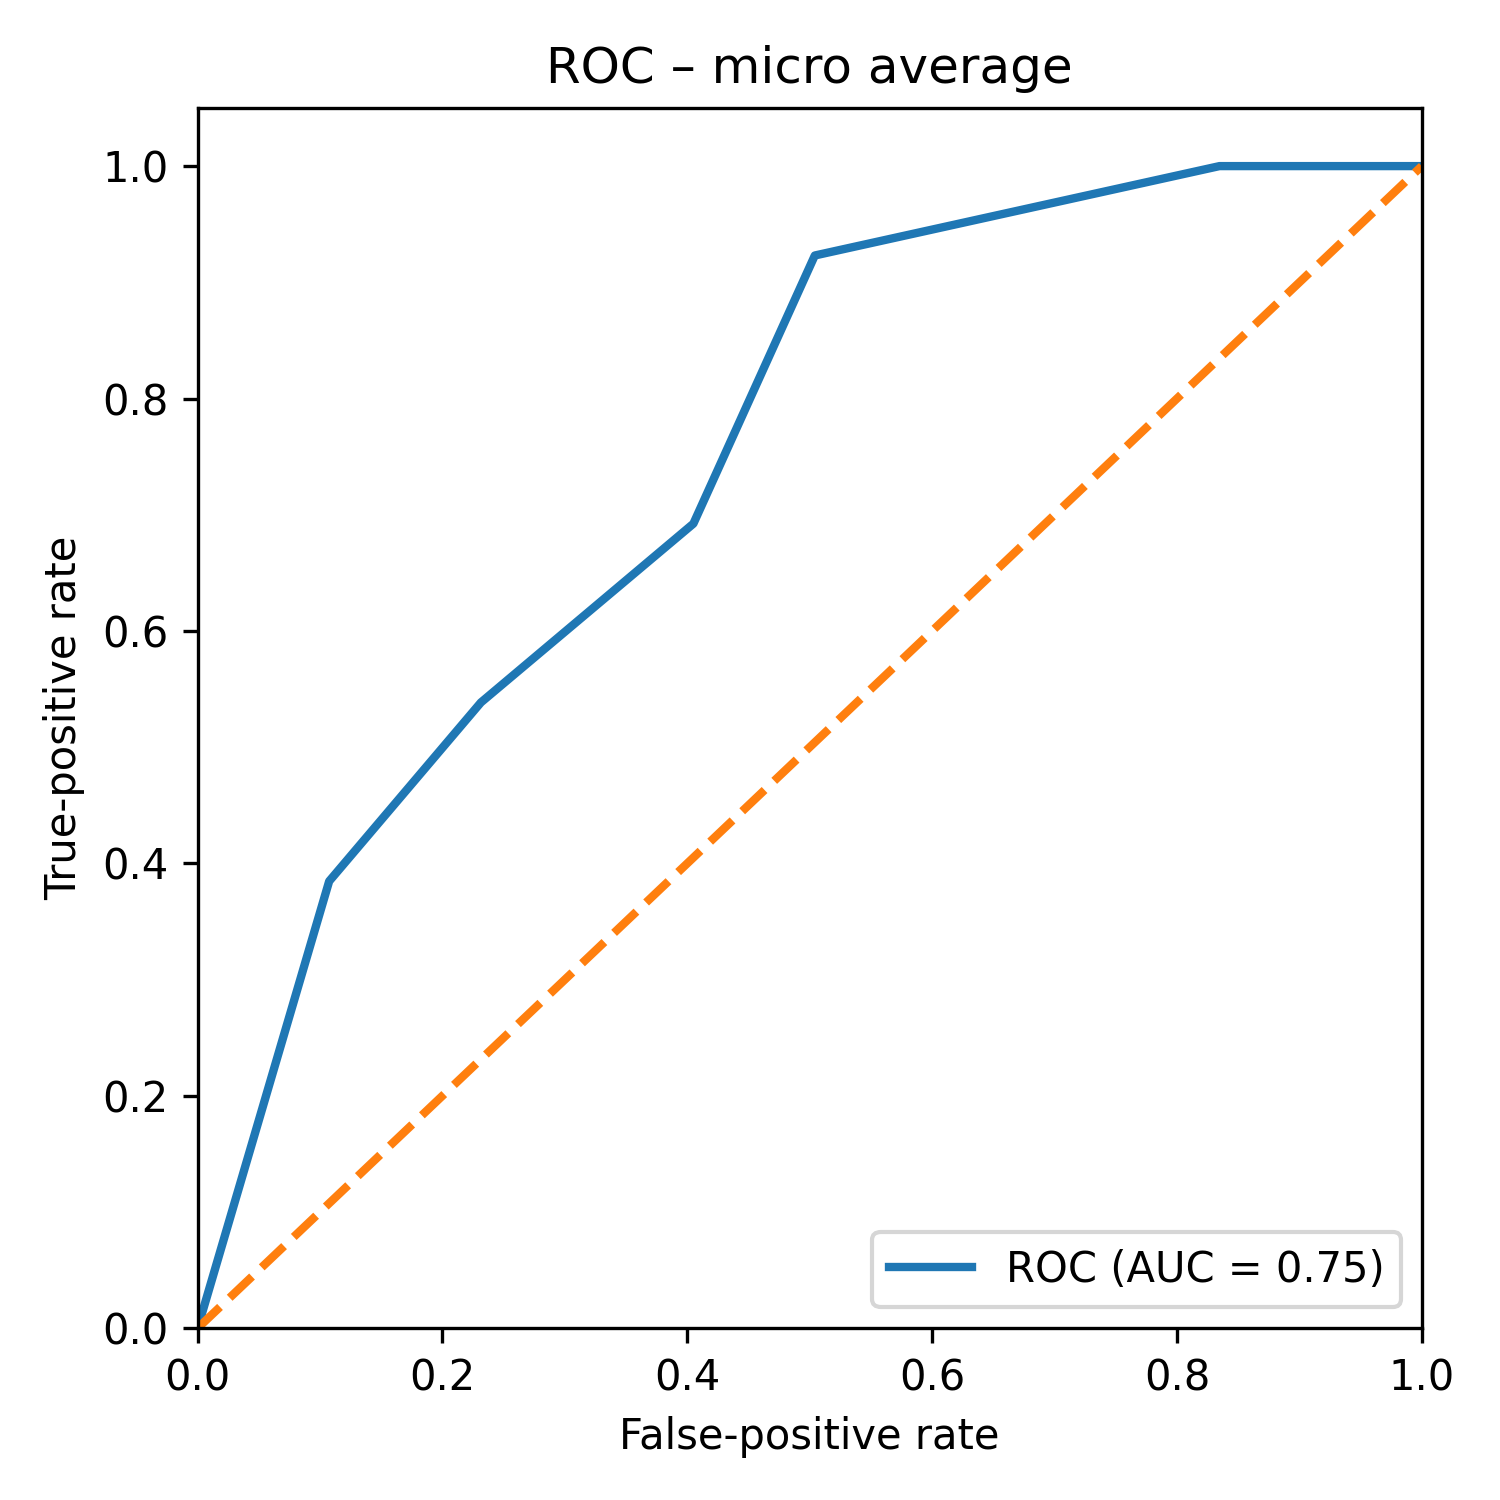 ROC – micro average
1.0
0.8
0.6
0.4
0.2
0.0
True-positive rate
0.0 0.2 0.4 0.6 0.8 1.0
False-positive rate
ROC (AUC = 0.75)